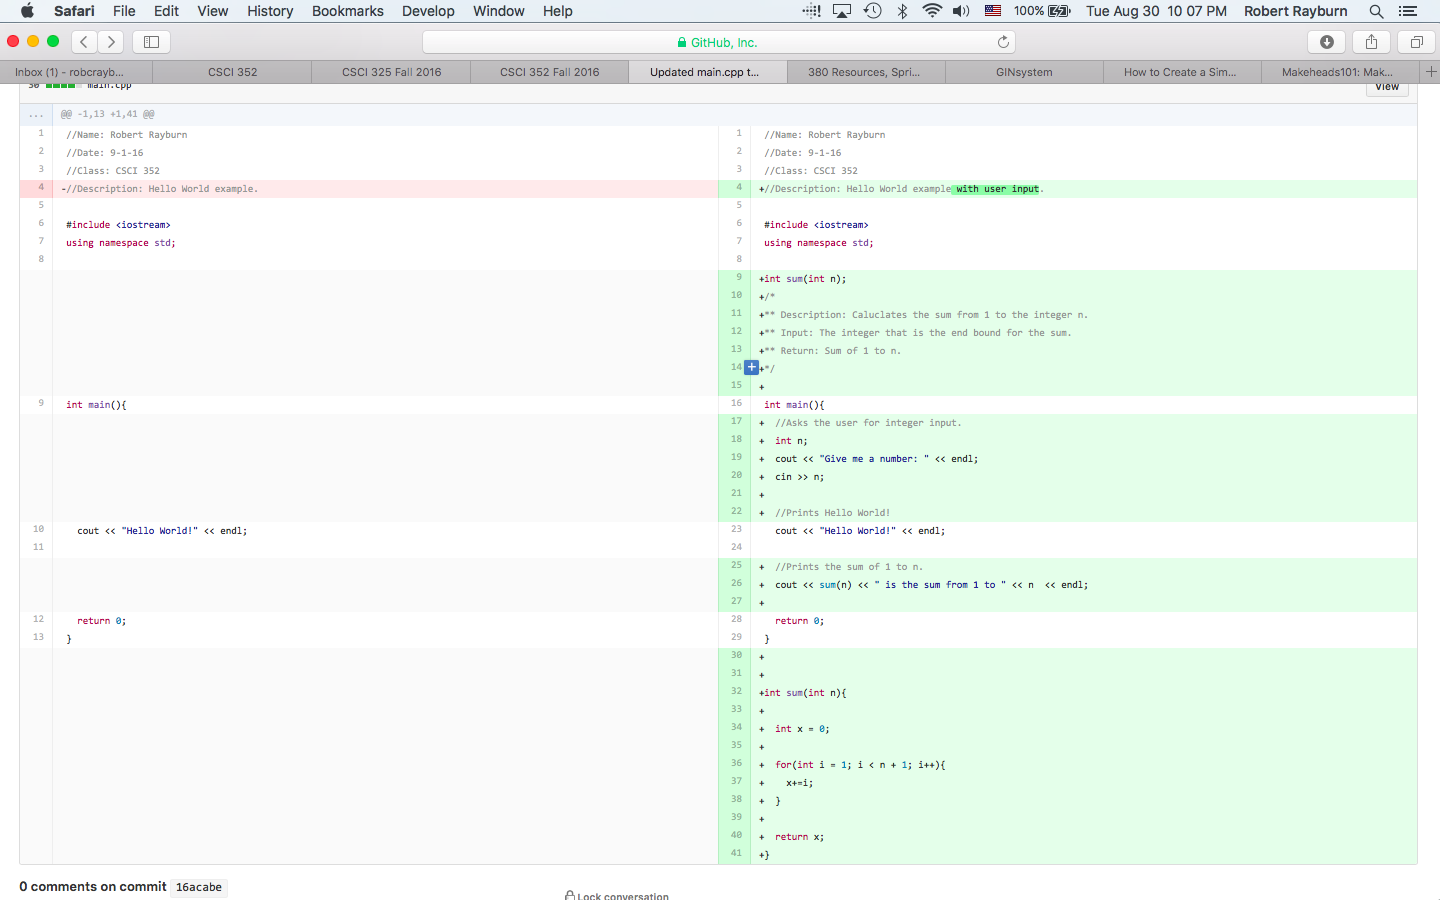 Safari File Edit View History Bookmarks Develop Window Help 100% Tue Aug 30 10 07 PM Robert Rayburn
GitHub, Inc.
Inbox (1) - robcrayb... CSCI 352 CSCI 325 Fall 2016 CSCI 352 Fall 2016 Updated main.cpp t... 380 Resources, Spri... GINsystem How to Create a Sim... Makeheads101: Mak... +
30 main.cpp View
... @@ -1,13 +1,41 @@
1 //Name: Robert Rayburn 1 //Name: Robert Rayburn
2 //Date: 9-1-16 2 //Date: 9-1-16
3 //Class: CSCI 352 3 //Class: CSCI 352
4 -//Description: Hello World example. 4 +//Description: Hello World example with user input.
5 5
6 #include <iostream> 6 #include <iostream>
7 using namespace std; 7 using namespace std;
8 8
9 +int sum(int n);
10 +/*
11 +** Description: Caluclates the sum from 1 to the integer n.
12 +** Input: The integer that is the end bound for the sum.
13 +** Return: Sum of 1 to n.
14 + +*/
15 +
9 int main(){ 16 int main(){
17 + //Asks the user for integer input.
18 + int n;
19 + cout << "Give me a number: " << endl;
20 + cin >> n;
21 +
22 + //Prints Hello World!
10 cout << "Hello World!" << endl; 23 cout << "Hello World!" << endl;
11 24
25 + //Prints the sum of 1 to n.
26 + cout << sum(n) << " is the sum from 1 to " << n  << endl;
27 +
12 return 0; 28 return 0;
13 } 29 }
30 +
31 +
32 +int sum(int n){
33 +
34 + int x = 0;
35 +
36 + for(int i = 1; i < n + 1; i++){
37 + x+=i;
38 + }
39 +
40 + return x;
41 +}
0 comments on commit 16acabe
Lock conversation